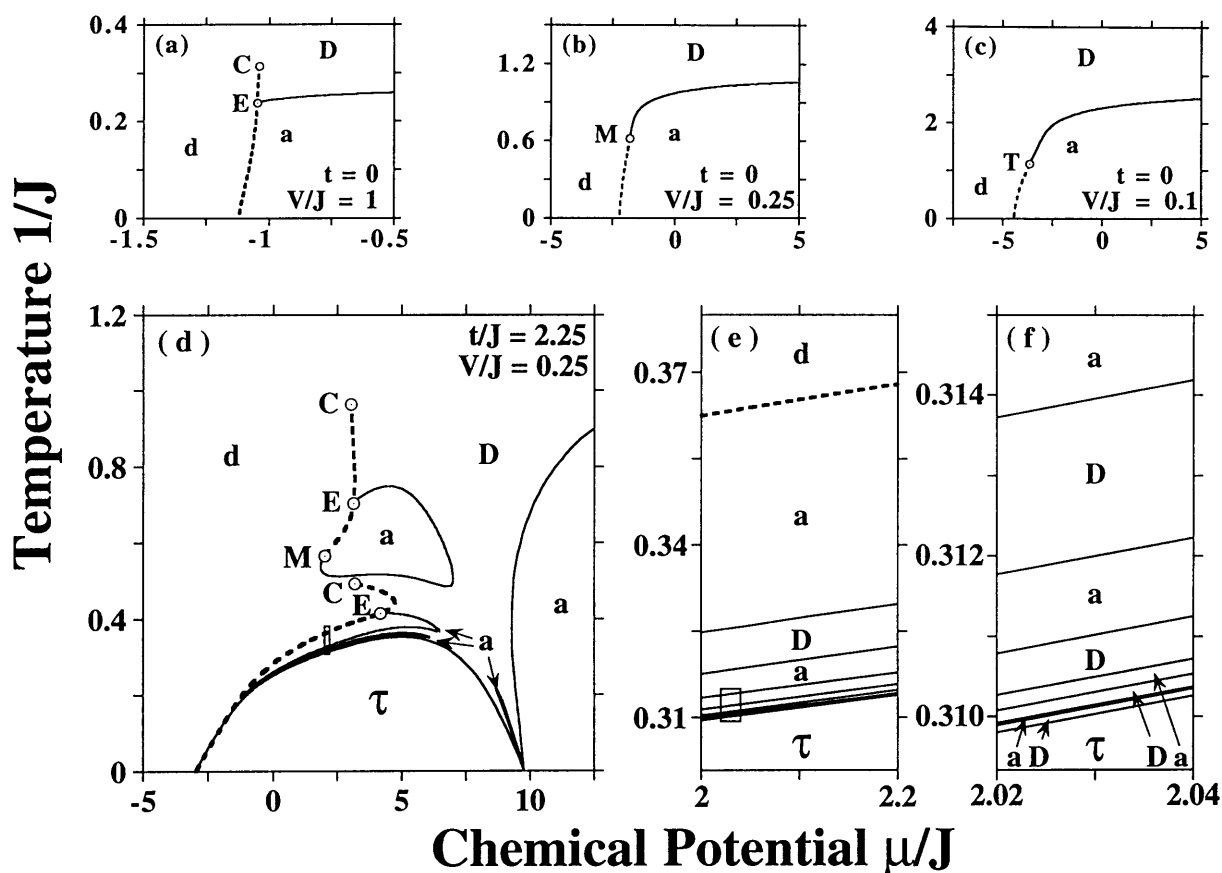 Temperature 1/J
0.4
0.2
0
(a)
D
C
E
a
d
t = 0
V/J = 1
-1.5
-1
-0.5
1.2
0.6
0
(b)
D
M
a
d
t = 0
V/J = 0.25
-5
0
5
4
2
0
(c)
D
T
a
d
t = 0
V/J = 0.1
-5
0
5
1.2
0.8
0.4
0
( d )
t/J = 2.25
V/J = 0.25
C
d
D
E
a
M
C
E
a
a
τ
-5
0
5
10
0.37
0.34
0.31
( e )
d
a
D
a
τ
2
2.2
0.314
0.312
0.310
( f )
a
D
a
D
a D
τ
D a
2.02
2.04
Chemical Potential μ/J